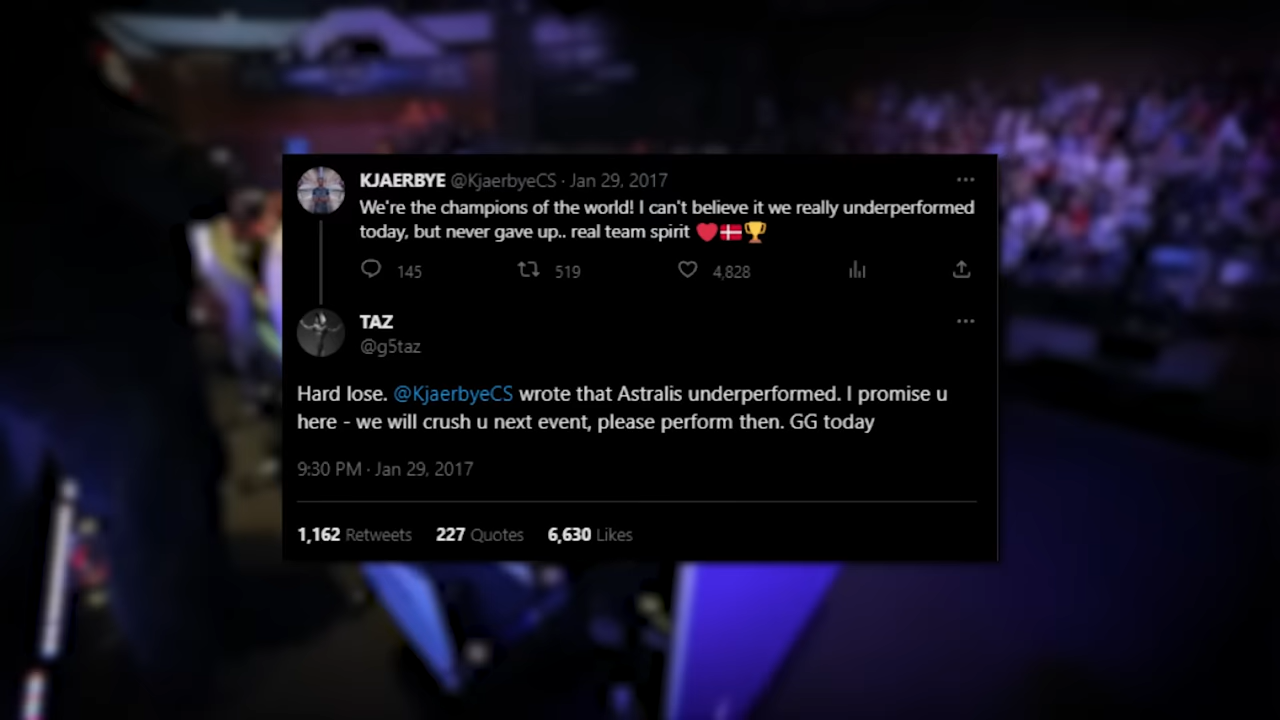 KJAERBYE @KjaerbyeCS · Jan 29, 2017
We're the champions of the world! I can't believe it we really underperformed
today, but never gave up.. real team spirit ❤️🇩🇰🏆
145 519 4,828
TAZ
@g5taz
Hard lose. @KjaerbyeCS wrote that Astralis underperformed. I promise u
here - we will crush u next event, please perform then. GG today
9:30 PM · Jan 29, 2017
1,162 Retweets 227 Quotes 6,630 Likes